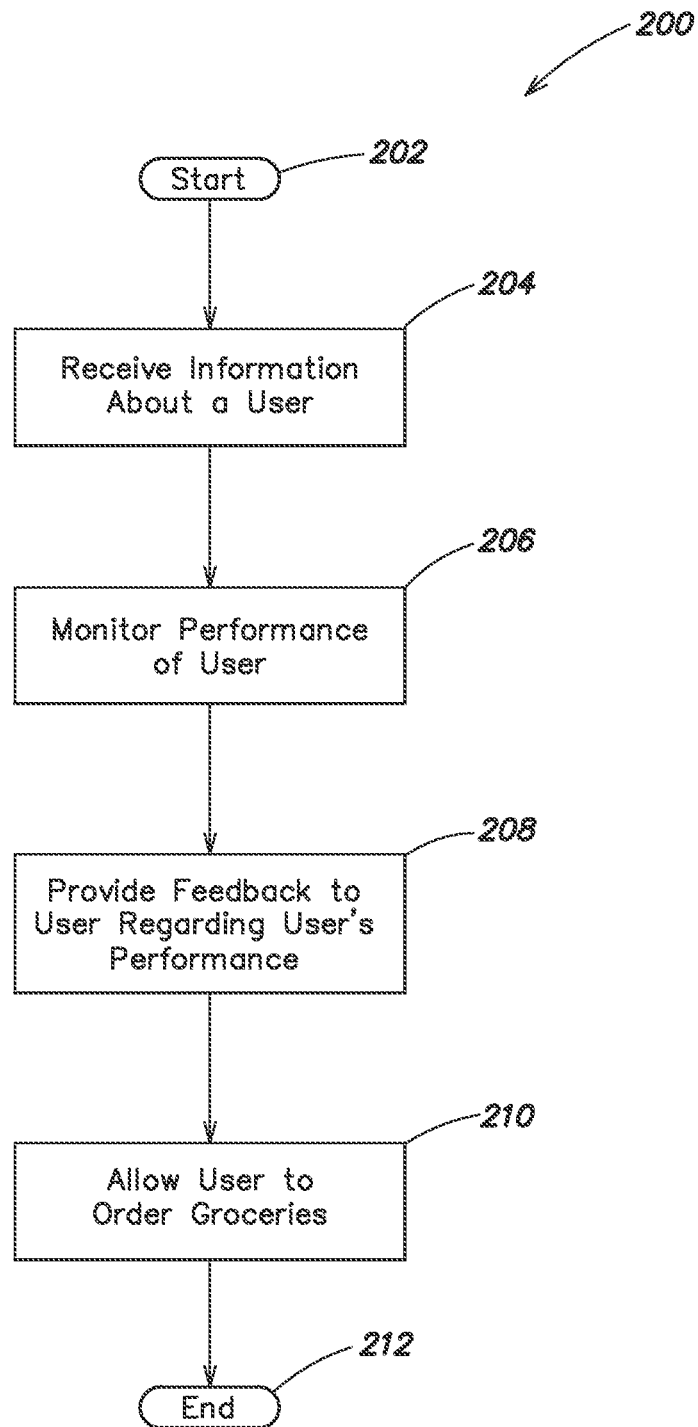 200
202
Start
204
Receive Information
About a User
206
Monitor Performance
of User
208
Provide Feedback to
User Regarding User's
Performance
210
Allow User to
Order Groceries
212
End